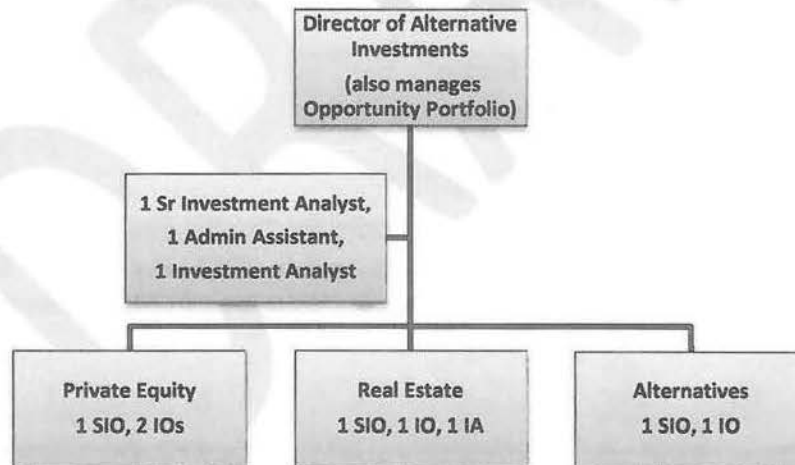 Director of Alternative
Investments
(also manages
Opportunity Portfolio)
1 Sr Investment Analyst,
1 Admin Assistant,
1 Investment Analyst
Private Equity
1 SIO, 2 IOs
Real Estate
1 SIO, 1 IO, 1 IA
Alternatives
1 SIO, 1 IO